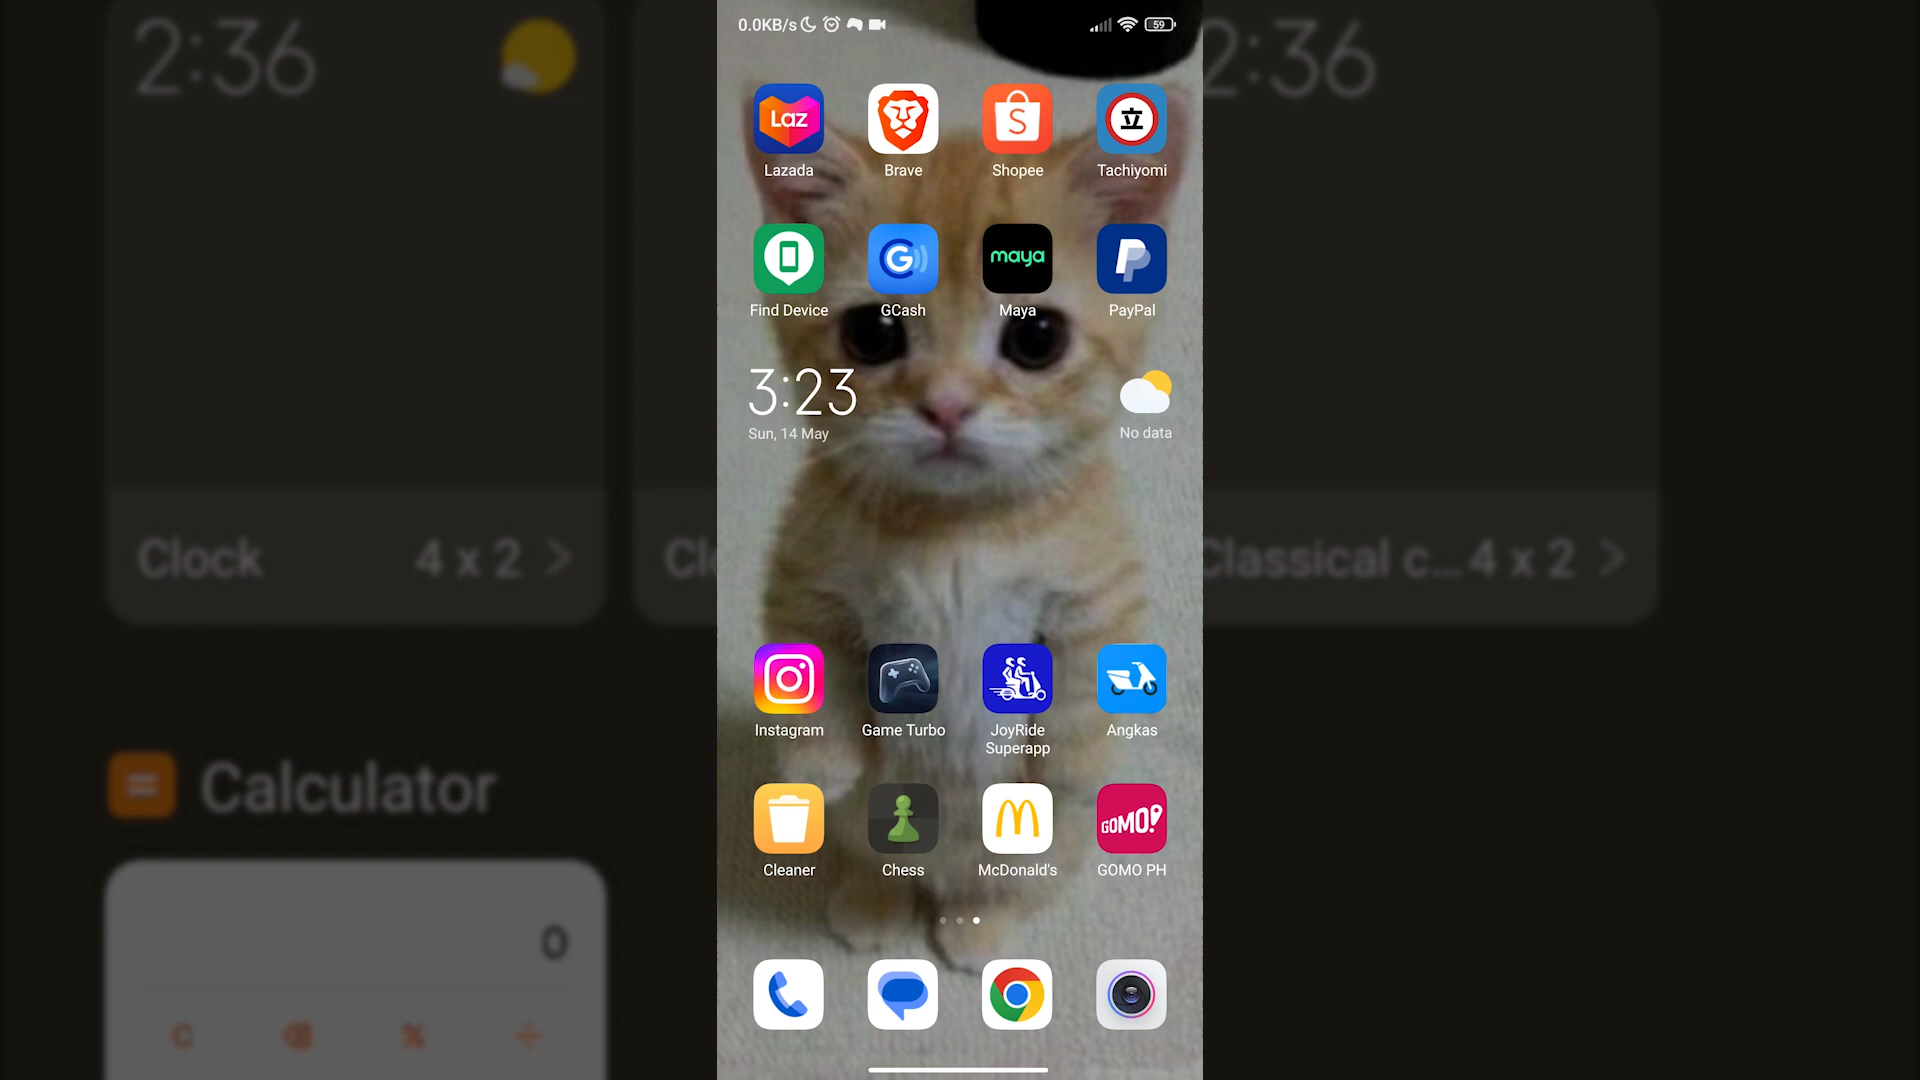 2:36
2:36
Clock 4 x 2
Cl
Classical c... 4 x 2
Calculator
0
C % ÷
0.0KB/s 59
Laz S 立
Lazada Brave Shopee Tachiyomi
G maya P
Find Device GCash Maya PayPal
3:23
Sun, 14 May No data
Instagram Game Turbo JoyRide Angkas
Superapp
GOMO!
Cleaner Chess McDonald's GOMO PH